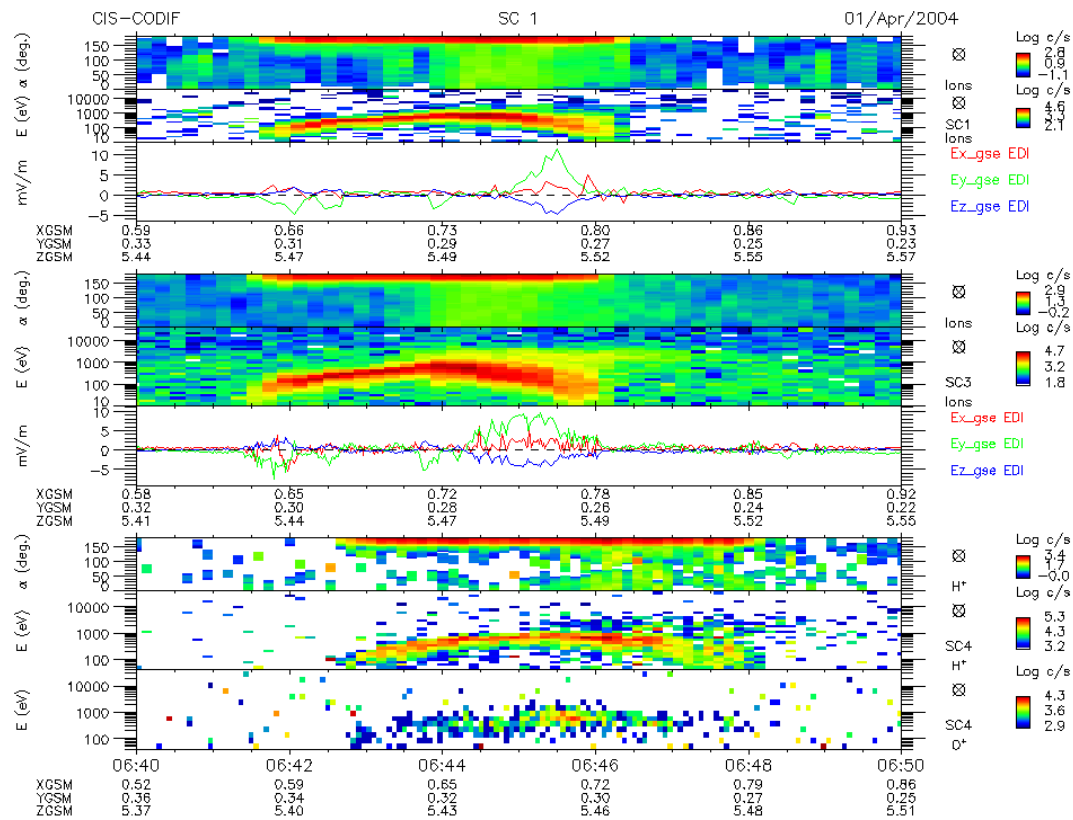 CIS-CODIF SC 1 01/Apr/2004
α (deg.) 150 100 50 0 Ions Log c/s 2.8 0.9 -1.1
E (eV) 10000 1000 100 SC1 Ions Log c/s 4.6 2.1
mV/m 10 5 0 -5 Ex_gse EDI
Ey_gse EDI
Ez_gse EDI
XGSM 0.59 0.66 0.73 0.80 0.86 0.93
YGSM 0.33 0.31 0.29 0.27 0.25 0.23
ZGSM 5.44 5.47 5.49 5.52 5.55 5.57
α (deg.) 150 100 50 0 Ions Log c/s 2.9 1.3 -0.2
E (eV) 10000 1000 100 10 SC3 Ions Log c/s 4.7 3.2 1.8
mV/m 10 5 0 -5 Ex_gse EDI
Ey_gse EDI
Ez_gse EDI
XGSM 0.58 0.65 0.72 0.78 0.85 0.92
YGSM 0.32 0.30 0.28 0.26 0.24 0.22
ZGSM 5.41 5.44 5.47 5.49 5.52 5.55
α (deg.) 150 100 50 0 H+ Log c/s 3.4 1.7 -0.0
E (eV) 10000 1000 100 SC4 H+ Log c/s 5.3 4.3 3.2
E (eV) 10000 1000 100 SC4 O+ Log c/s 4.3 3.6 2.9
06:40 06:42 06:44 06:46 06:48 06:50
XGSM 0.52 0.59 0.65 0.72 0.79 0.86
YGSM 0.36 0.34 0.32 0.30 0.27 0.25
ZGSM 5.37 5.40 5.43 5.46 5.48 5.51